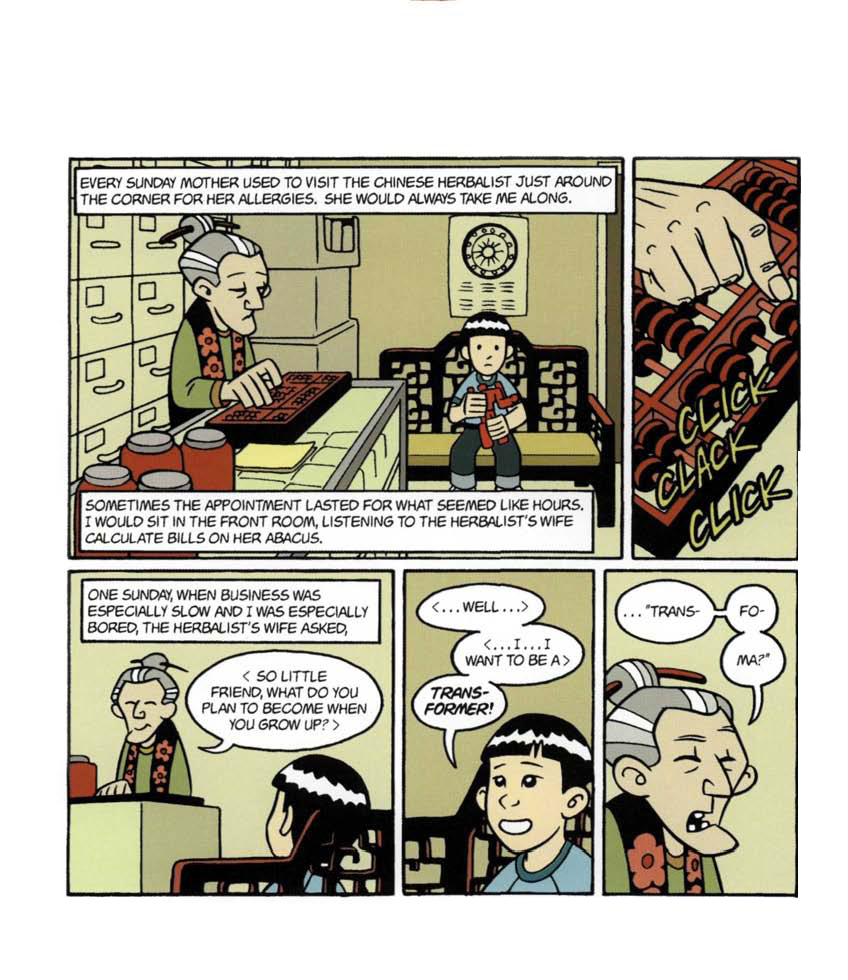 EVERY SUNDAY MOTHER USED TO VISIT THE CHINESE HERBALIST JUST AROUND
THE CORNER FOR HER ALLERGIES. SHE WOULD ALWAYS TAKE ME ALONG.
SOMETIMES THE APPOINTMENT LASTED FOR WHAT SEEMED LIKE HOURS.
I WOULD SIT IN THE FRONT ROOM, LISTENING TO THE HERBALIST'S WIFE
CALCULATE BILLS ON HER ABACUS.
CLICK
CLACK
CLICK
ONE SUNDAY, WHEN BUSINESS WAS
ESPECIALLY SLOW AND I WAS ESPECIALLY
BORED, THE HERBALIST'S WIFE ASKED,
< SO LITTLE
FRIEND, WHAT DO YOU
PLAN TO BECOME WHEN
YOU GROW UP? >
<...WELL...>
<...I...I
WANT TO BE A>
TRANS-
FORMER!
..."TRANS-
FO-
MA?"